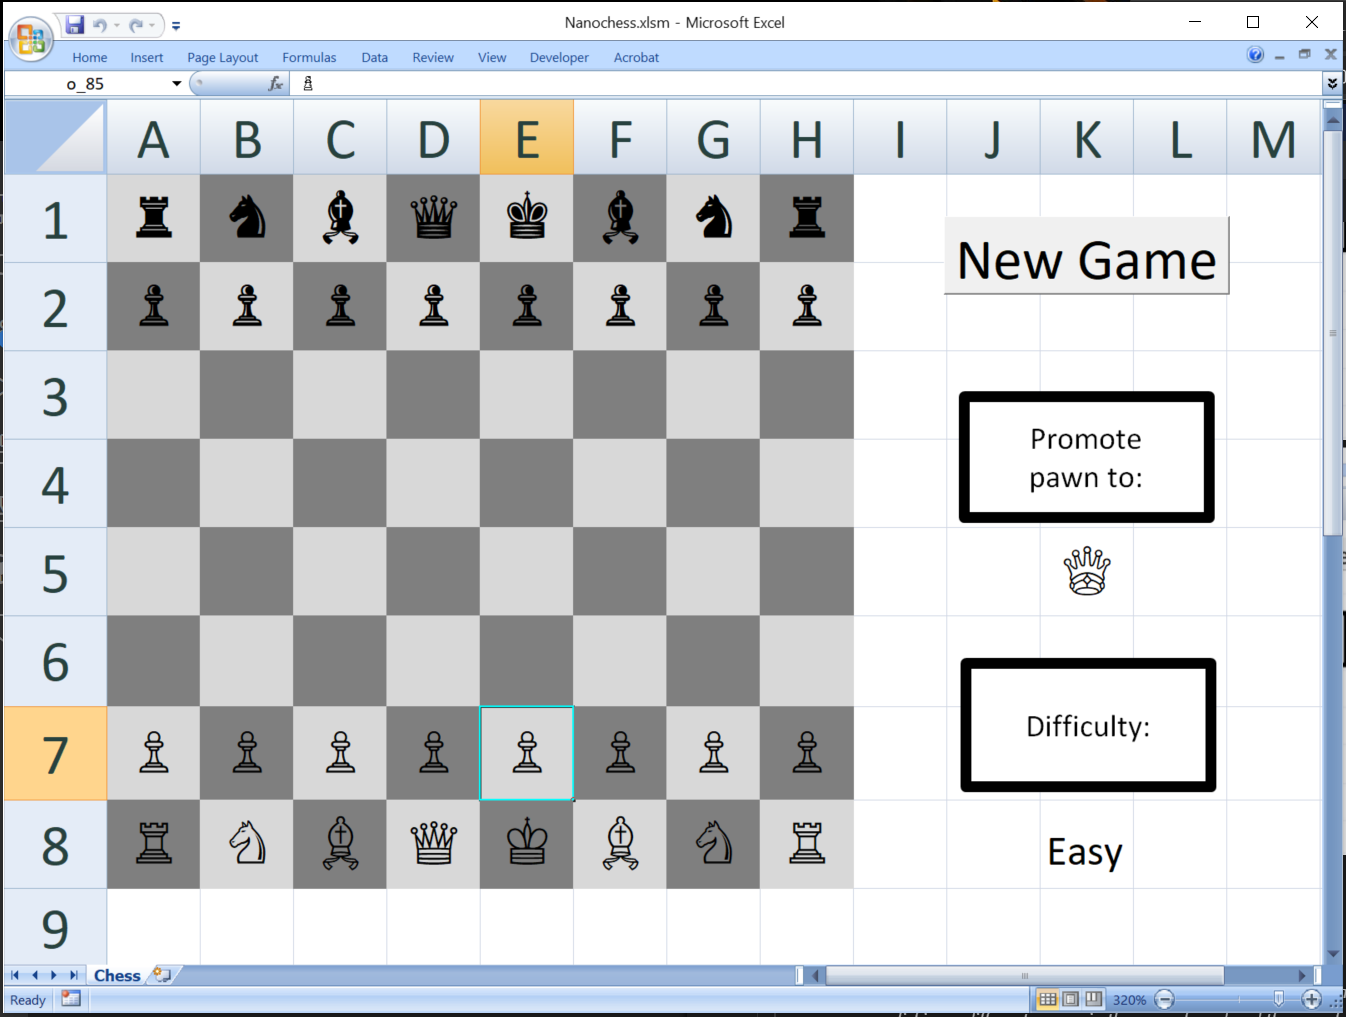 Nanochess.xlsm - Microsoft Excel
Home Insert Page Layout Formulas Data Review View Developer Acrobat
o_85 fx ♙
A B C D E F G H I J K L M
1 ♜ ♞ ♝ ♛ ♚ ♝ ♞ ♜
New Game
2 ♟ ♟ ♟ ♟ ♟ ♟ ♟ ♟
3
Promote
pawn to:
4
5 ♕
6
Difficulty:
7 ♙ ♙ ♙ ♙ ♙ ♙ ♙ ♙
8 ♖ ♘ ♗ ♕ ♔ ♗ ♘ ♖
Easy
9
Chess
Ready 320%